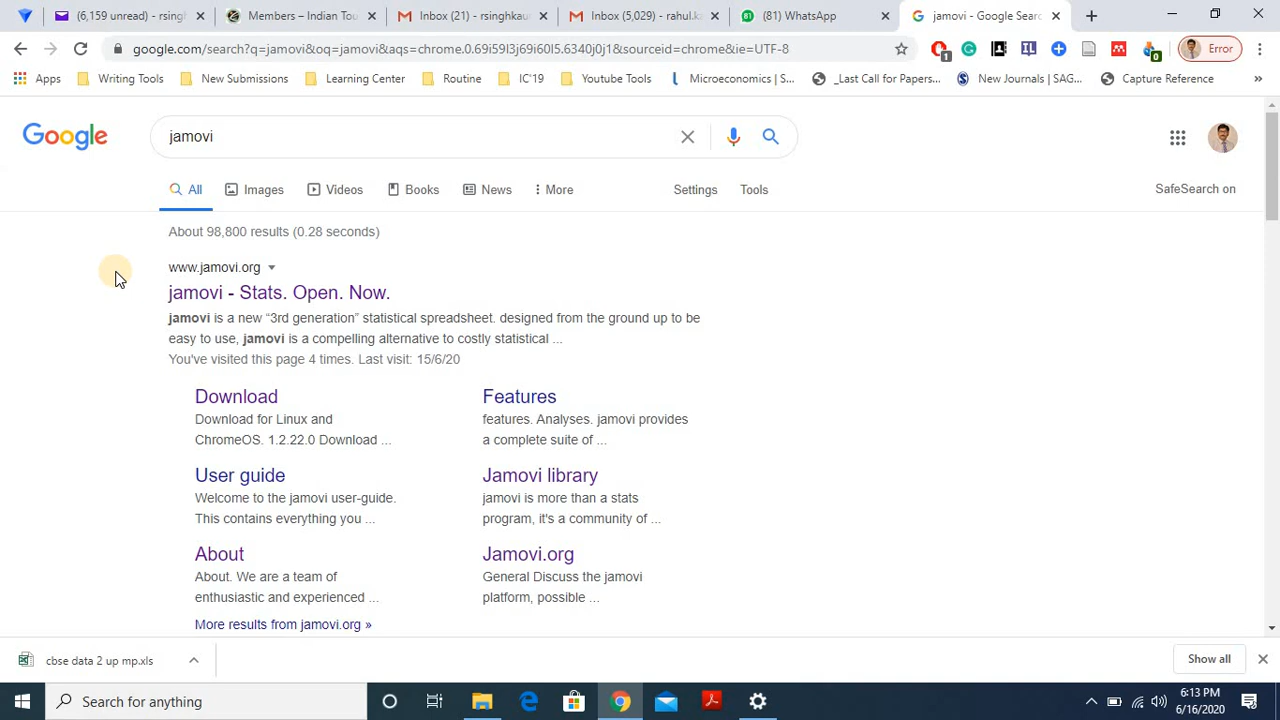 (6,159 unread) - rsingh
Members – Indian Tou
Inbox (21) - rsinghkau
Inbox (5,029) - rahul.ka
(81) WhatsApp
jamovi - Google Searc
google.com/search?q=jamovi&oq=jamovi&aqs=chrome.0.69i59l3j69i60l5.6340j0j1&sourceid=chrome&ie=UTF-8
1
0
Error
Apps
Writing Tools
New Submissions
Learning Center
Routine
IC'19
Youtube Tools
Microeconomics | S...
_Last Call for Papers...
New Journals | SAG...
Capture Reference
»
Google
jamovi
All
Images
Videos
Books
News
More
Settings
Tools
SafeSearch on
About 98,800 results (0.28 seconds)
www.jamovi.org
jamovi - Stats. Open. Now.
jamovi is a new “3rd generation” statistical spreadsheet. designed from the ground up to be
easy to use, jamovi is a compelling alternative to costly statistical ...
You've visited this page 4 times. Last visit: 15/6/20
Download
Download for Linux and
ChromeOS. 1.2.22.0 Download ...
Features
features. Analyses. jamovi provides
a complete suite of ...
User guide
Welcome to the jamovi user-guide.
This contains everything you ...
Jamovi library
jamovi is more than a stats
program, it's a community of ...
About
About. We are a team of
enthusiastic and experienced ...
Jamovi.org
General Discuss the jamovi
platform, possible ...
More results from jamovi.org »
cbse data 2 up mp.xls
Show all
Search for anything
6:13 PM
6/16/2020